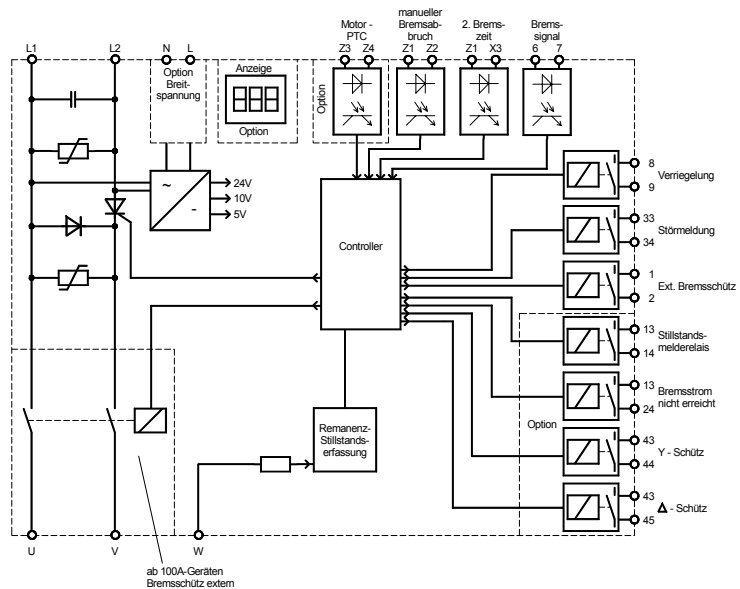 Motor -
PTC
manueller
Bremsab-
bruch
2. Brems-
zeit
Brems-
signal
L1
L2
N
L
Z3
Z4
Z1
Z2
Z1
X3
6
7
Option
Breit-
spannung
Anzeige
Option
Option
~
-
24V
10V
5V
Controller
8
9
Verriegelung
33
34
Störmeldung
1
2
Ext. Bremsschütz
13
14
Stillstands-
melderelais
13
24
Bremsstrom
nicht erreicht
Option
43
44
Y - Schütz
43
45
Δ - Schütz
Remanenz-
Stillstands-
erfassung
U
V
W
ab 100A-Geräten
Bremsschütz extern